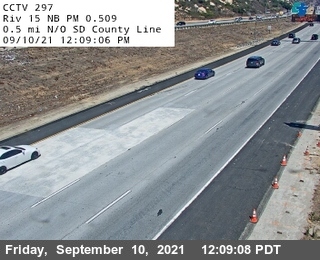 CCTV 297
Riv 15 NB PM 0.509
0.5 mi N/O SD County Line
09/10/21 12:09:06 PM
Friday, September 10, 2021 12:09:08 PDT